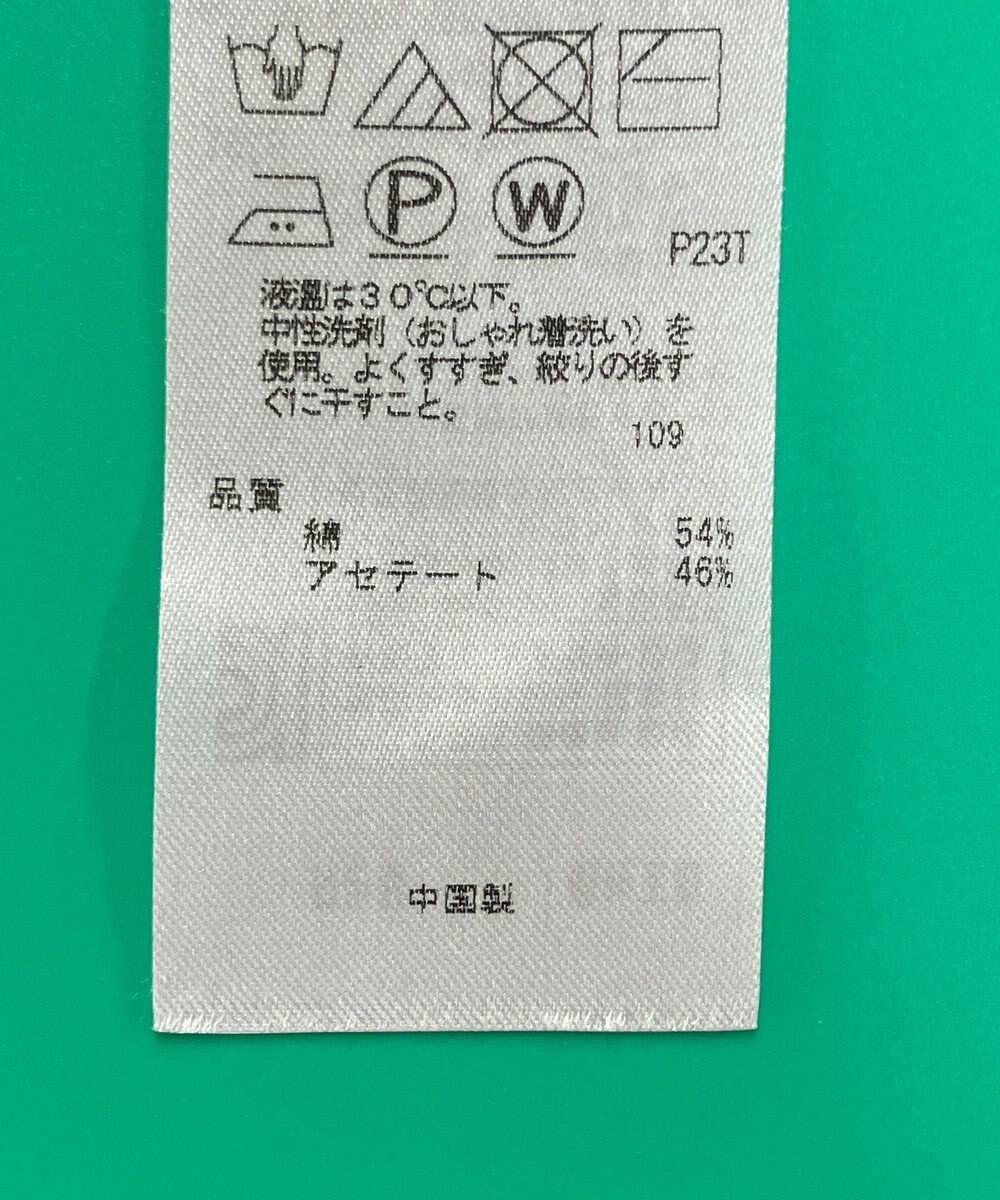 P
W
P23T
液温は30℃以下。
中性洗剤（おしゃれ着洗い）を
使用。よくすすぎ、絞りの後す
ぐに干すこと。
109
品質
綿 54%
アセテート 46%
中国製